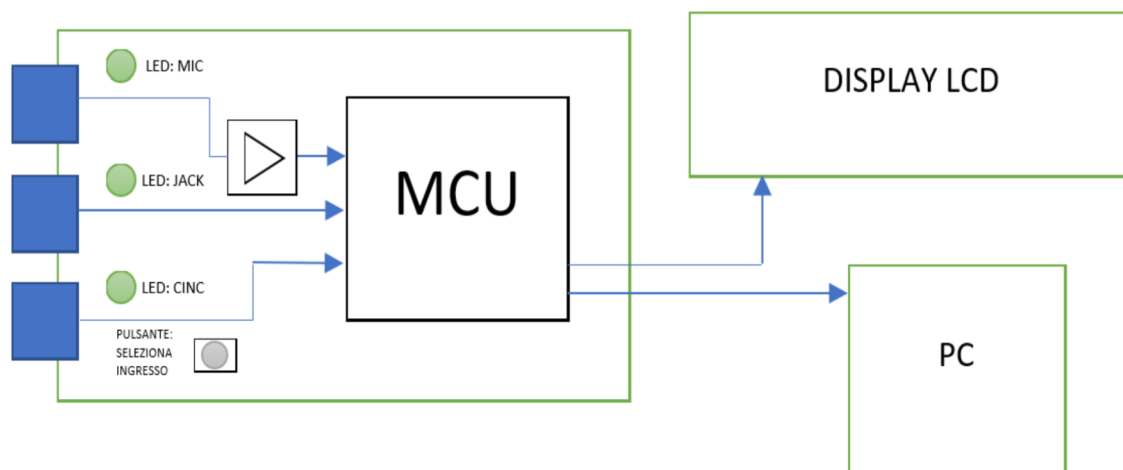 LED: MIC
DISPLAY LCD
LED: JACK
MCU
LED: CINC
PULSANTE:
SELEZIONA
INGRESSO
PC